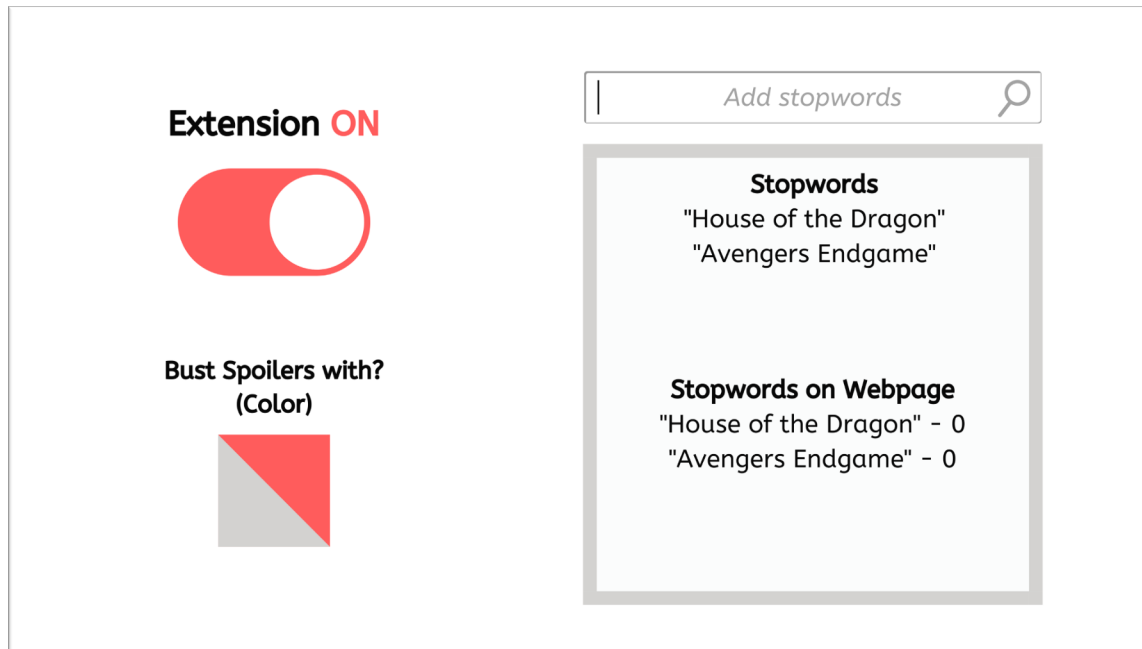 Extension ON
Bust Spoilers with?
(Color)
Add stopwords
Stopwords
"House of the Dragon"
"Avengers Endgame"
Stopwords on Webpage
"House of the Dragon" - 0
"Avengers Endgame" - 0